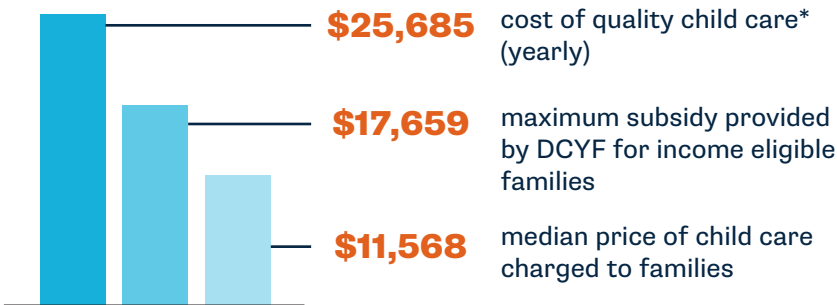 $25,685 cost of quality child care*
(yearly)
$17,659 maximum subsidy provided
by DCYF for income eligible
families
$11,568 median price of child care
charged to families